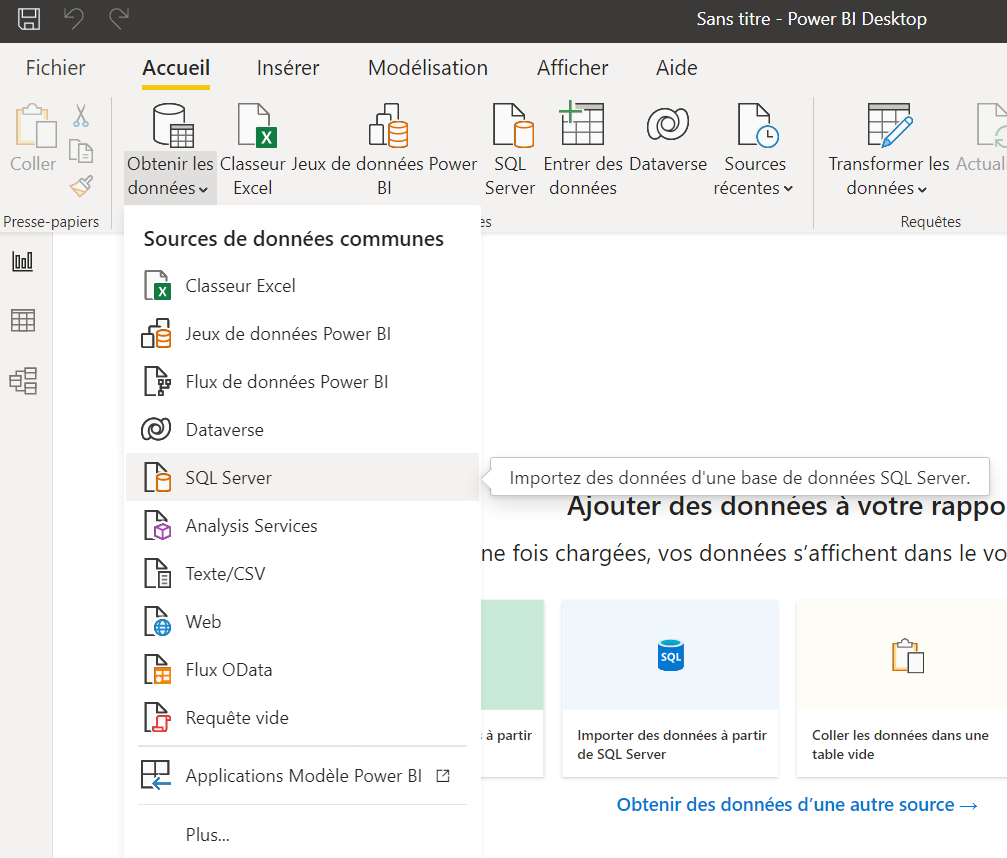 Sans titre - Power BI Desktop
Fichier Accueil Insérer Modélisation Afficher Aide
Coller
Obtenir les
données
Classeur
Excel
Jeux de données Power
BI
SQL
Server
Entrer des
données
Dataverse
Sources
récentes
Transformer les
données
Presse-papiers
Requêtes
Sources de données communes
Classeur Excel
Jeux de données Power BI
Flux de données Power BI
Dataverse
SQL Server
Importez des données d'une base de données SQL Server.
Analysis Services
Texte/CSV
Web
Flux OData
Requête vide
Applications Modèle Power BI
Plus...
Ajouter des données à votre rappo
ne fois chargées, vos données s’affichent dans le vo
à partir
SQL
Importer des données à partir
de SQL Server
Coller les données dans une
table vide
Obtenir des données d’une autre source →